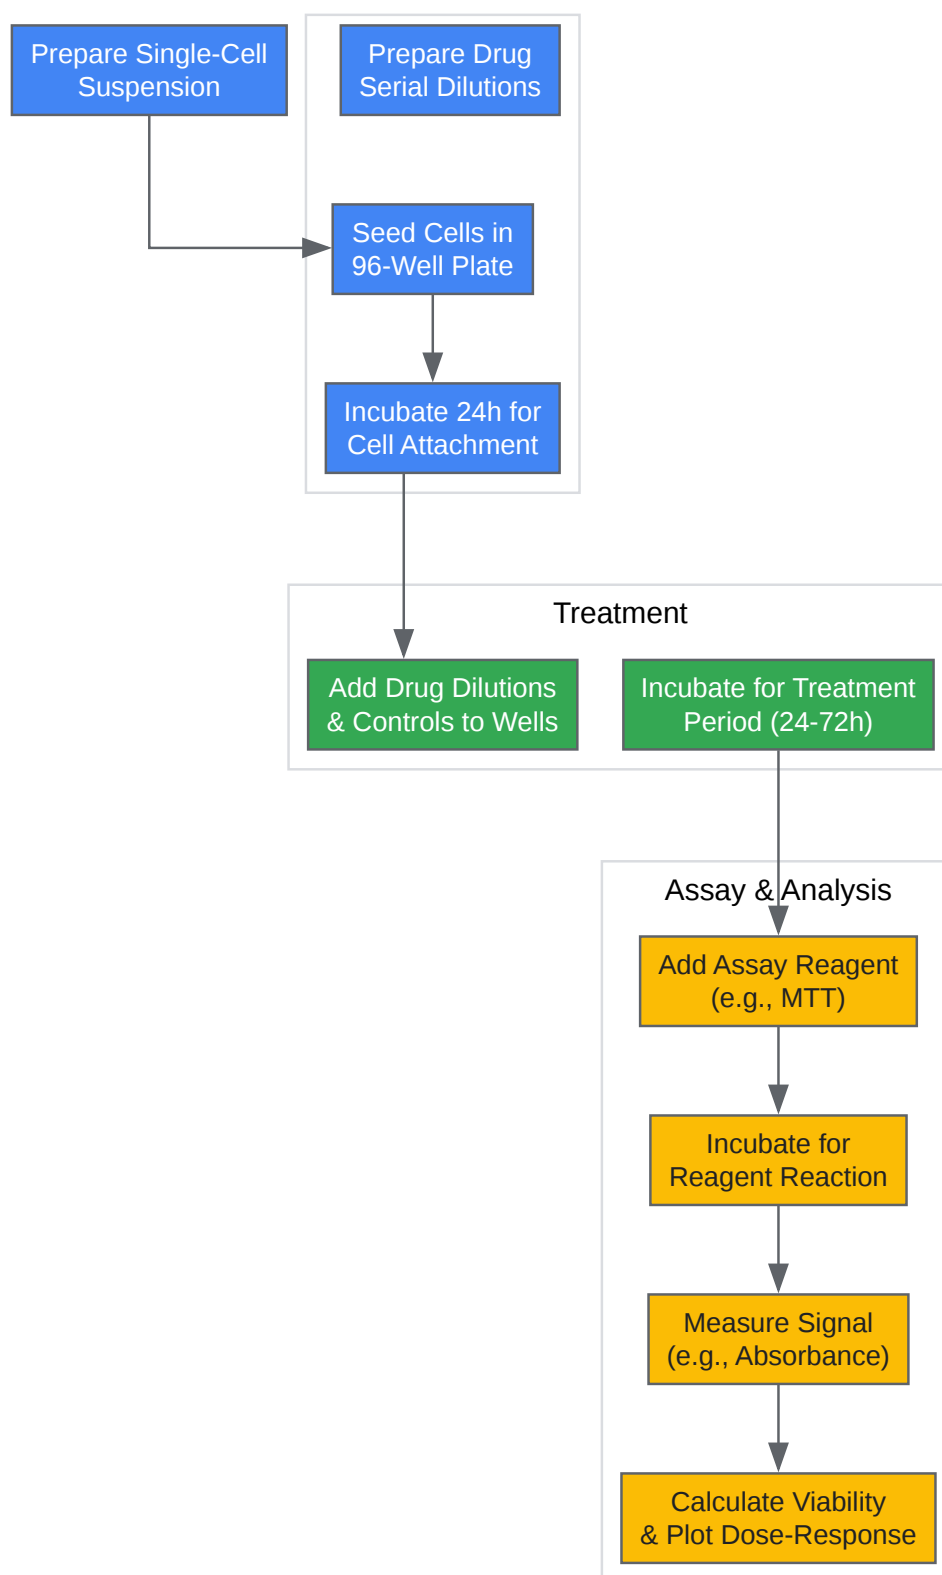 Prepare Single-Cell
Suspension
Prepare Drug
Serial Dilutions
Seed Cells in
96-Well Plate
Incubate 24h for
Cell Attachment
Treatment
Add Drug Dilutions
& Controls to Wells
Incubate for Treatment
Period (24-72h)
Assay & Analysis
Add Assay Reagent
(e.g., MTT)
Incubate for
Reagent Reaction
Measure Signal
(e.g., Absorbance)
Calculate Viability
& Plot Dose-Response